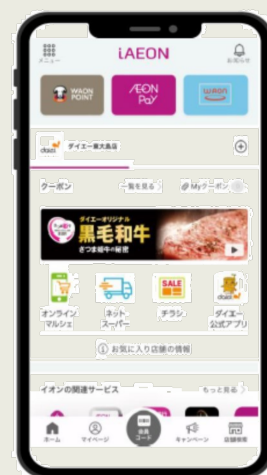 iAEON
メニュー
お知らせ
WAON POINT
AEON Pay
WAON
daiei
ダイエー東大島店
クーポン
一覧を見る
Myクーポン
ダイエーオリジナル
黒毛和牛
さつま姫牛の秘密
SALE
daiei
オンライン
マルシェ
ネット
スーパー
チラシ
ダイエー
公式アプリ
お気に入り店舗の情報
イオンの関連サービス
もっと見る
ホーム
マイページ
会員
コード
キャンペーン
店舗検索